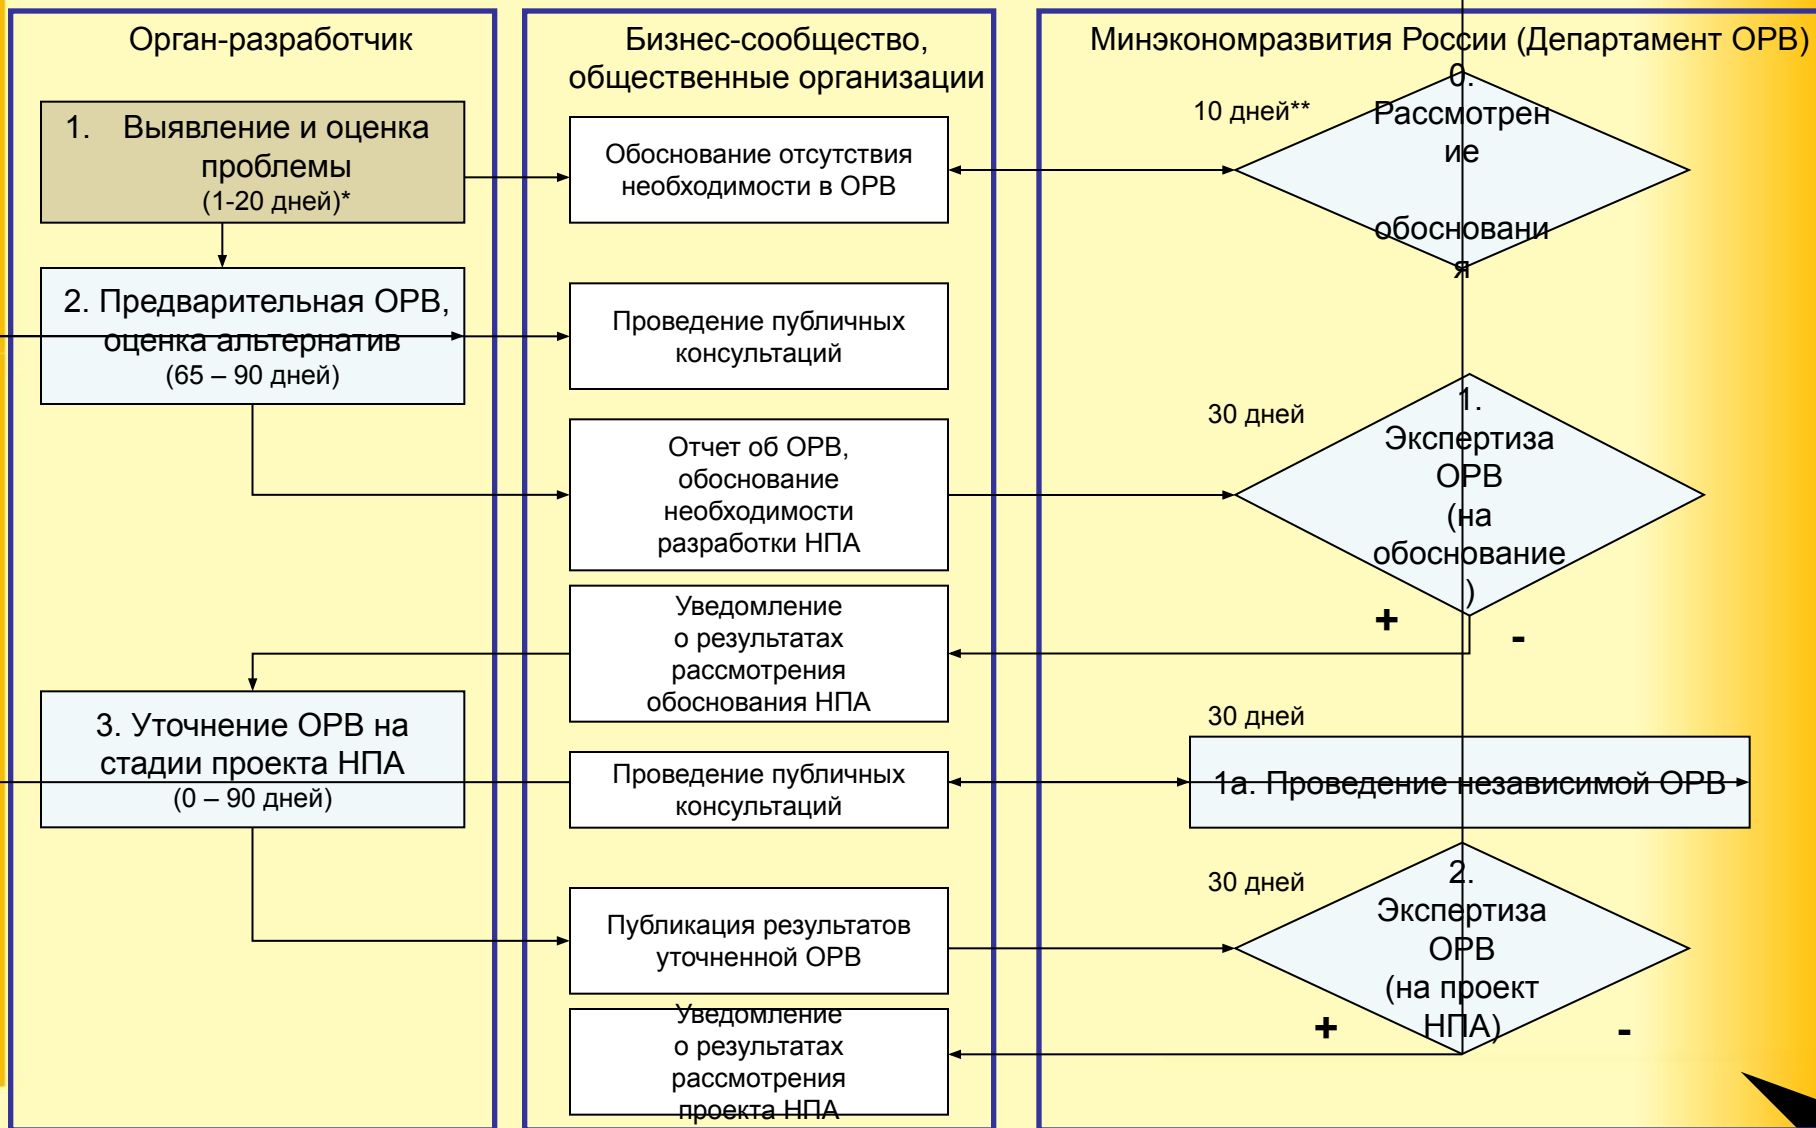 Орган-разработчик
1. Выявление и оценка
проблемы
(1-20 дней)*
2. Предварительная ОРВ,
оценка альтернатив
(65 – 90 дней)
3. Уточнение ОРВ на
стадии проекта НПА
(0 – 90 дней)
Бизнес-сообщество,
общественные организации
Обоснование отсутствия
необходимости в ОРВ
Проведение публичных
консультаций
Отчет об ОРВ,
обоснование
необходимости
разработки НПА
Уведомление
о результатах
рассмотрения
обоснования НПА
Проведение публичных
консультаций
Публикация результатов
уточненной ОРВ
Уведомление
о результатах
рассмотрения
проекта НПА
Минэкономразвития России (Департамент ОРВ)
10 дней**
0.
Рассмотрен
ие
обосновани
я
30 дней
1.
Экспертиза
ОРВ
(на
обоснование
)
+
-
30 дней
1а. Проведение независимой ОРВ
30 дней
2.
Экспертиза
ОРВ
(на проект
НПА)
+
-